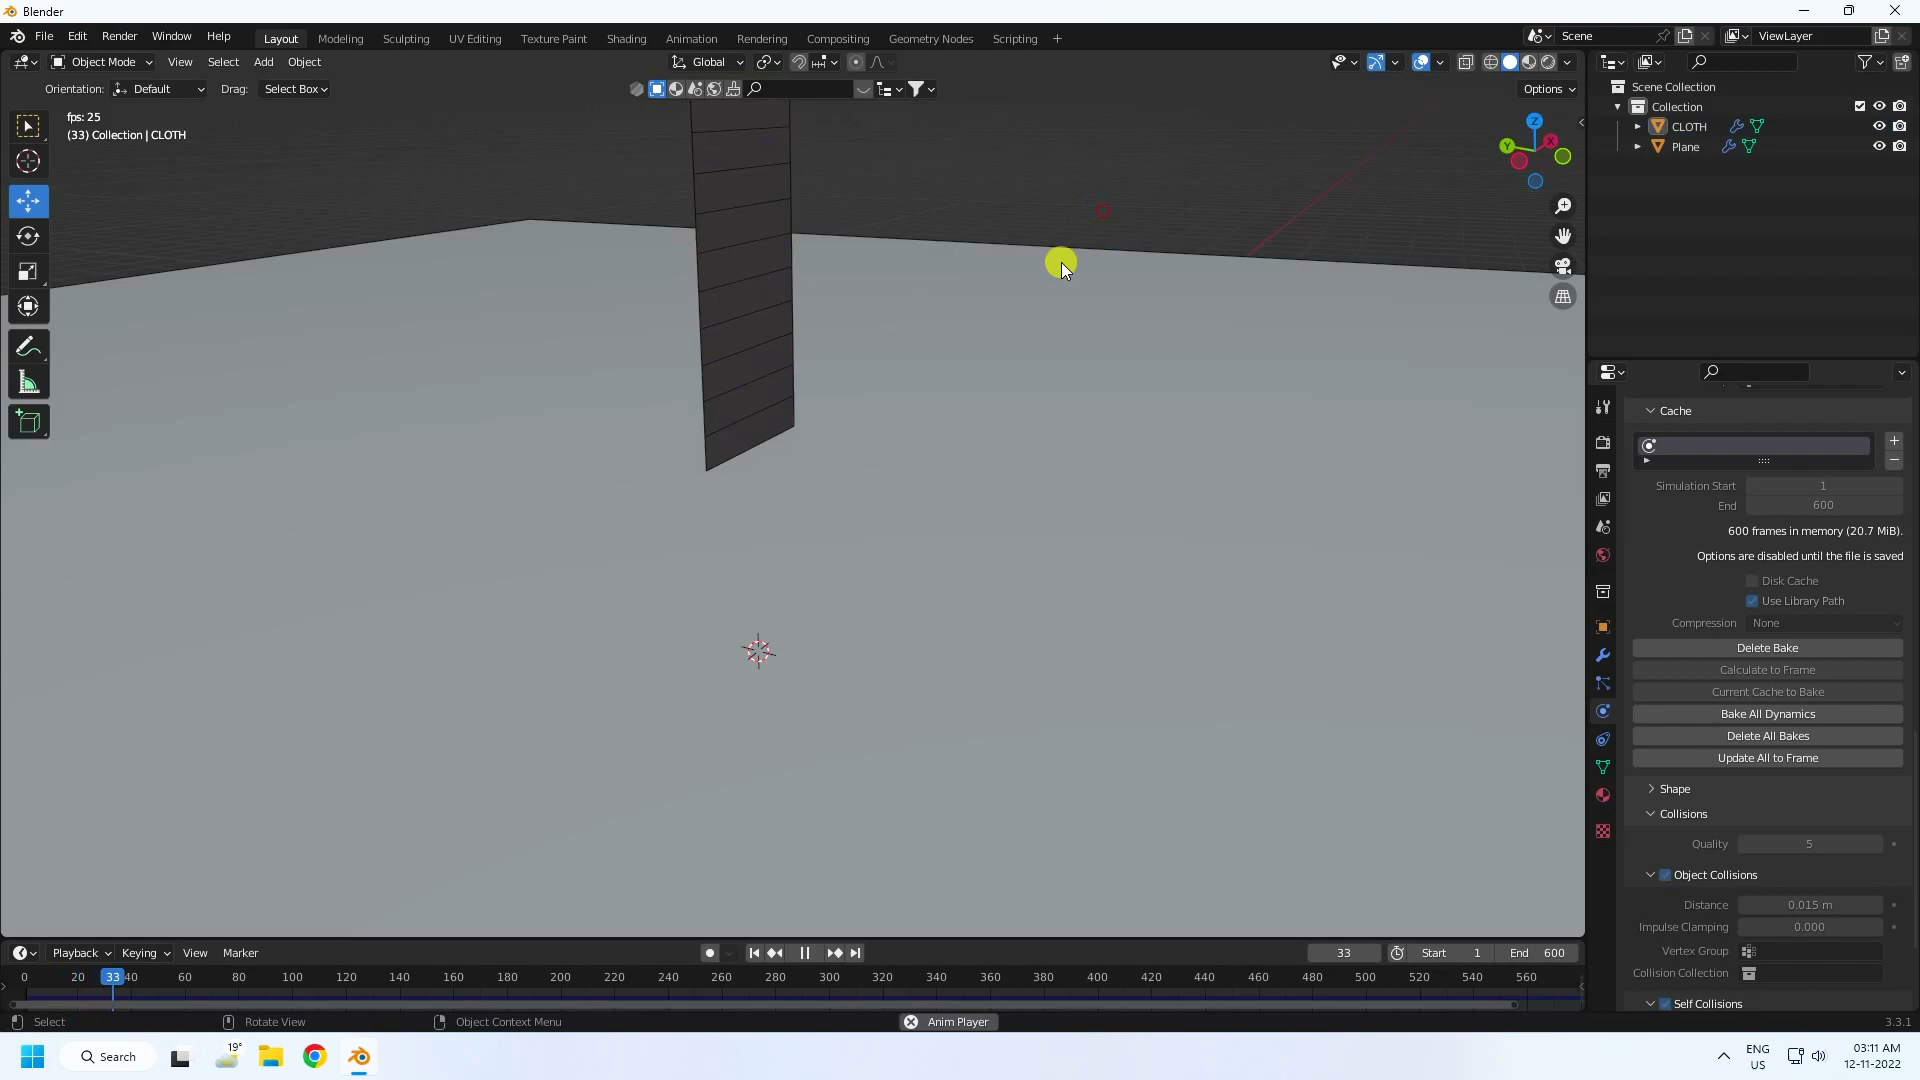 Blender
File Edit Render Window Help Layout Modeling Sculpting UV Editing Texture Paint Shading Animation Rendering Compositing Geometry Nodes Scripting + Scene ViewLayer
Object Mode View Select Add Object Global
Orientation: Default Drag: Select Box Options
fps: 25
(33) Collection | CLOTH
Z
X
Y
Scene Collection
Collection
CLOTH
Plane
Cache
Simulation Start 1
End 600
600 frames in memory (20.7 MiB).
Options are disabled until the file is saved
Disk Cache
Use Library Path
Compression None
Delete Bake
Calculate to Frame
Current Cache to Bake
Bake All Dynamics
Delete All Bakes
Update All to Frame
Shape
Collisions
Quality 5
Object Collisions
Distance 0.015 m
Impulse Clamping 0.000
Vertex Group
Collision Collection
Self Collisions
Playback Keying View Marker 33 Start 1 End 600
0 20 33 40 60 80 100 120 140 160 180 200 220 240 260 280 300 320 340 360 380 400 420 440 460 480 500 520 540 560
Select Rotate View Object Context Menu Anim Player 3.3.1
Search 19° ENG US 03:11 AM
12-11-2022